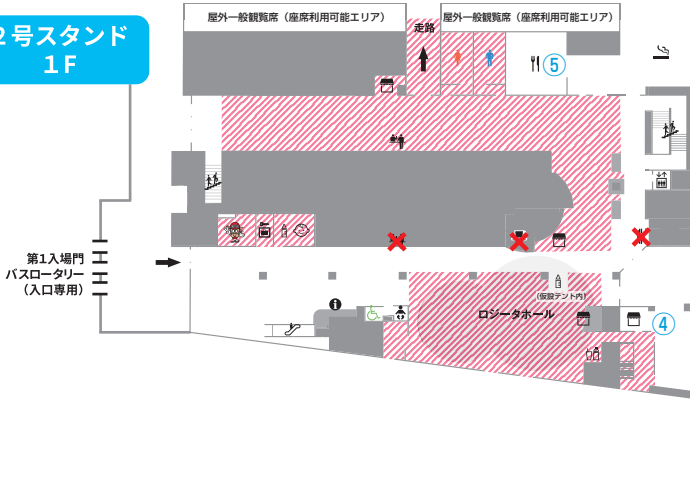 屋外一般観覧席（座席利用可能エリア）
屋外一般観覧席（座席利用可能エリア）
2号スタンド
1F
走路
5
第1入場門
バスロータリー
（入口専用）
（仮設テント内）
ロジータホール
4